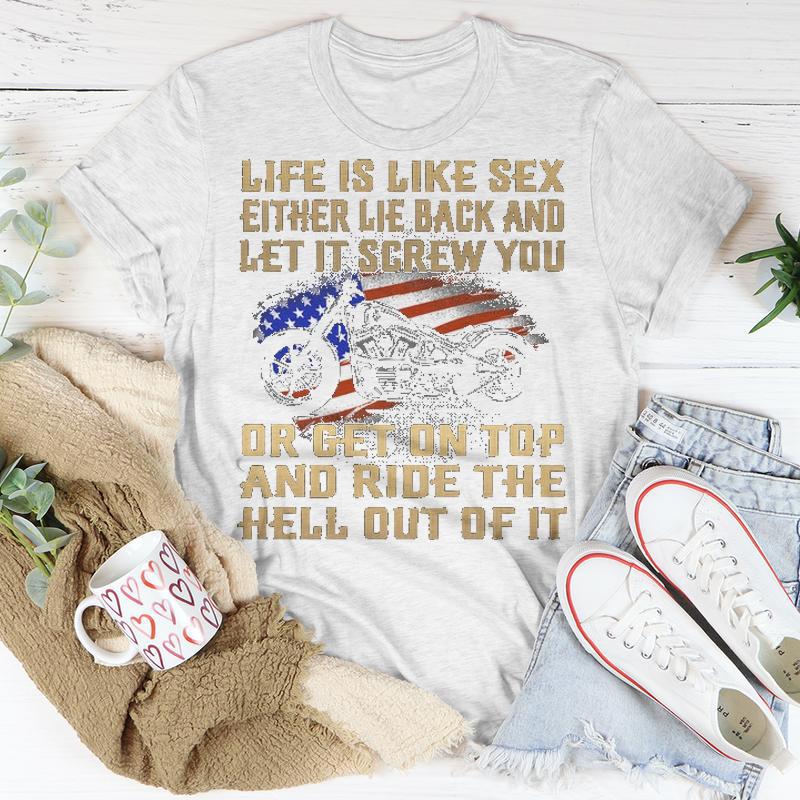 LIFE IS LIKE SEX
EITHER LIE BACK AND
LET IT SCREW YOU
OR GET ON TOP
AND RIDE THE
HELL OUT OF IT